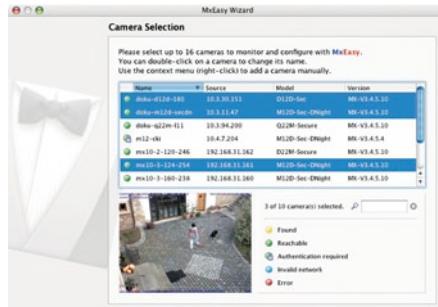 MxEasy Wizard
Camera Selection
Please select up to 16 cameras to monitor and configure with MxEasy.
You can double-click on a camera to change its name.
Use the context menu (right-click) to add a camera manually.
Name Source Model Version
doku-d12d-180 10.3.30.151 D12D-Sec MX-V3.4.5.10
doku-m12d-secdn 10.3.11.47 M12D-Sec-DNight MX-V3.4.5.10
doku-q22m-f11 10.3.94.200 Q22M-Secure MX-V3.4.5.10
m12-cki 10.4.7.204 M12D-Sec-DNight MX-V3.4.5.4
mx10-2-120-246 192.168.31.162 D22M-Secure MX-V3.4.5.10
mx10-3-124-254 192.168.31.161 M12D-Sec-DNight MX-V3.4.5.10
mx10-3-160-238 192.168.31.160 M12D-Sec-DNight MX-V3.4.5.10
3 of 10 camera(s) selected.
Found
Reachable
Authentication required
Invalid network
Error